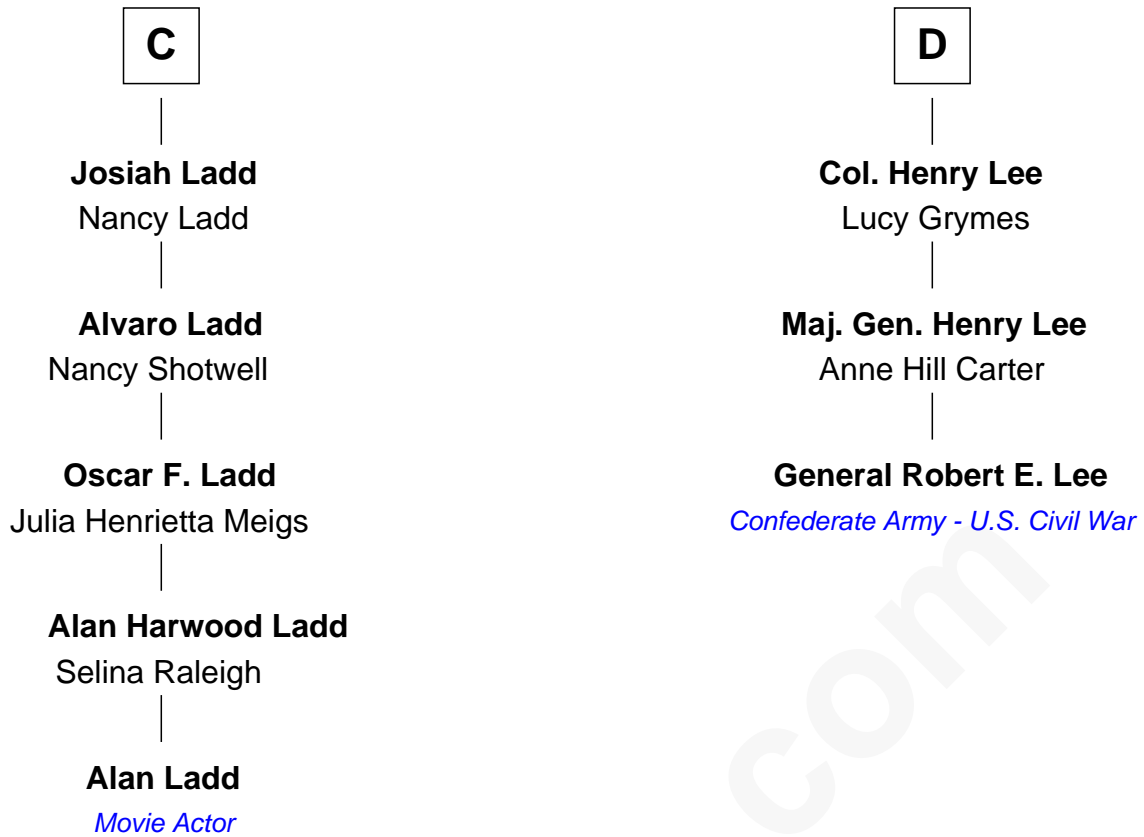 C
Josiah Ladd
Nancy Ladd
Alvaro Ladd
Nancy Shotwell
Oscar F. Ladd
Julia Henrietta Meigs
Alan Harwood Ladd
Selina Raleigh
Alan Ladd
Movie Actor
D
Col. Henry Lee
Lucy Grymes
Maj. Gen. Henry Lee
Anne Hill Carter
General Robert E. Lee
Confederate Army - U.S. Civil War
com